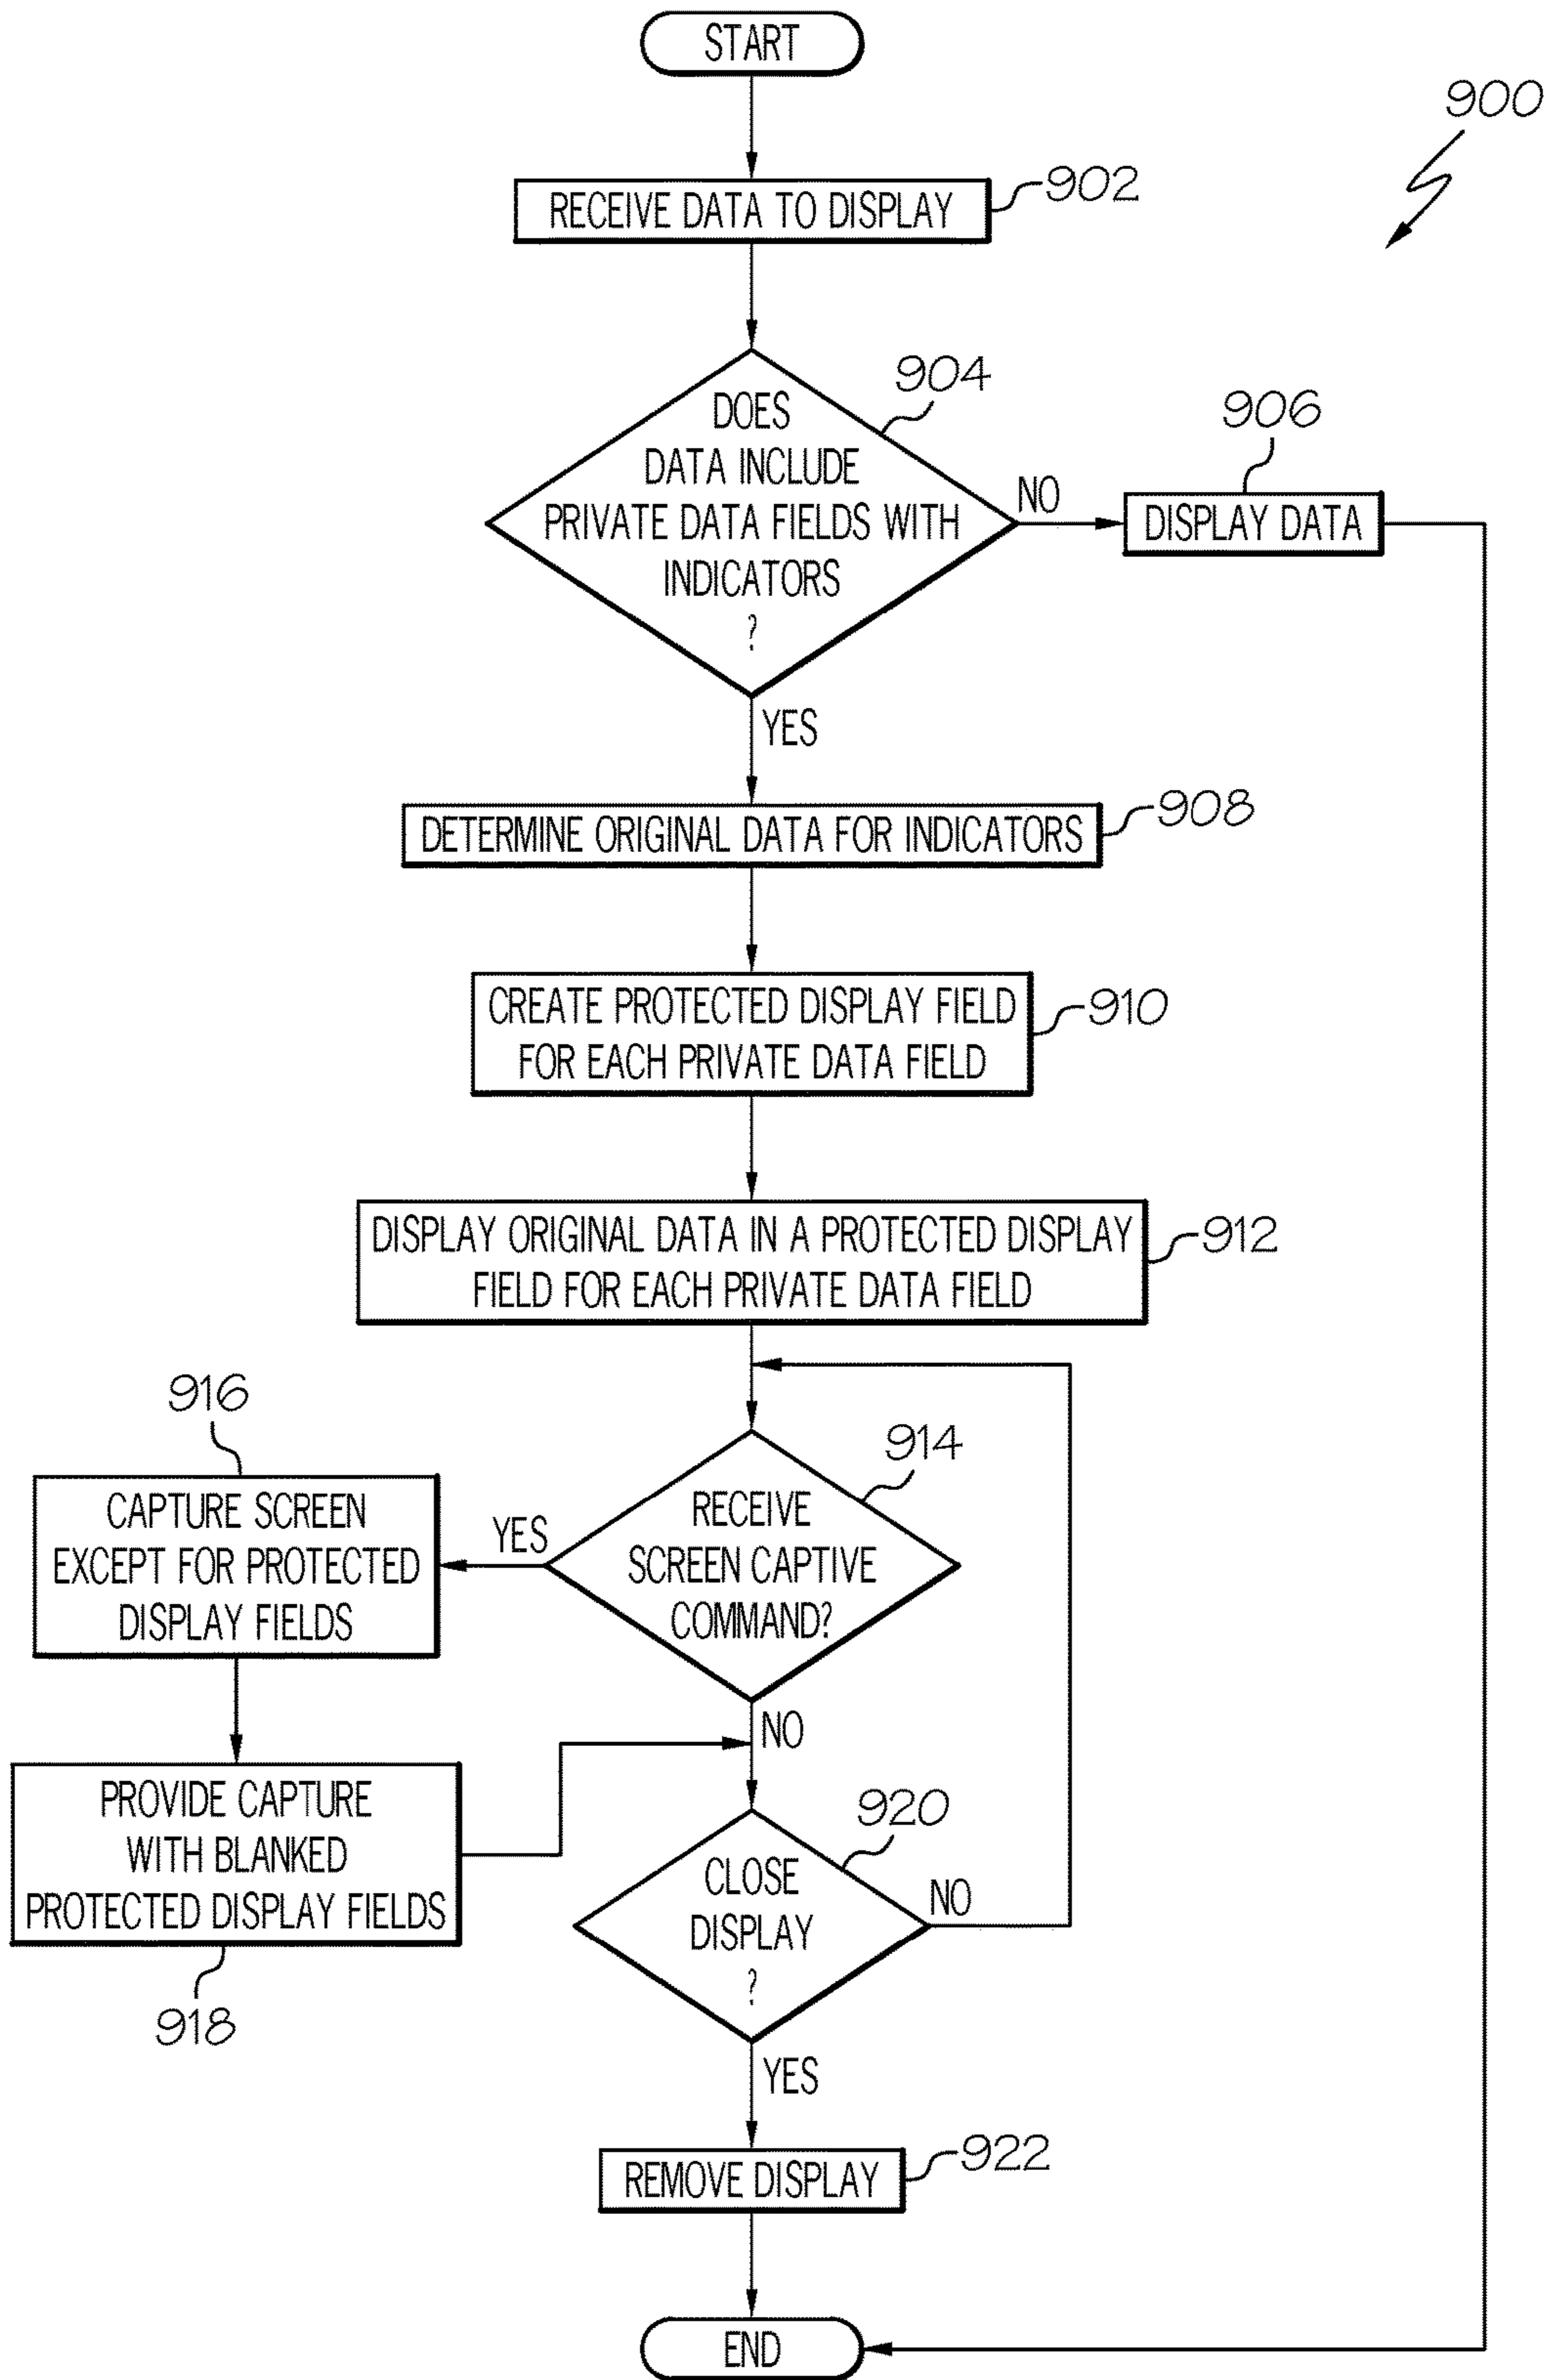 START
900
RECEIVE DATA TO DISPLAY
902
904
DOES
DATA INCLUDE
PRIVATE DATA FIELDS WITH
INDICATORS
?
NO
906
DISPLAY DATA
YES
DETERMINE ORIGINAL DATA FOR INDICATORS
908
CREATE PROTECTED DISPLAY FIELD
FOR EACH PRIVATE DATA FIELD
910
DISPLAY ORIGINAL DATA IN A PROTECTED DISPLAY
FIELD FOR EACH PRIVATE DATA FIELD
912
914
RECEIVE
SCREEN CAPTIVE
COMMAND?
YES
916
CAPTURE SCREEN
EXCEPT FOR PROTECTED
DISPLAY FIELDS
NO
PROVIDE CAPTURE
WITH BLANKED
PROTECTED DISPLAY FIELDS
918
920
CLOSE
DISPLAY
?
NO
YES
REMOVE DISPLAY
922
END